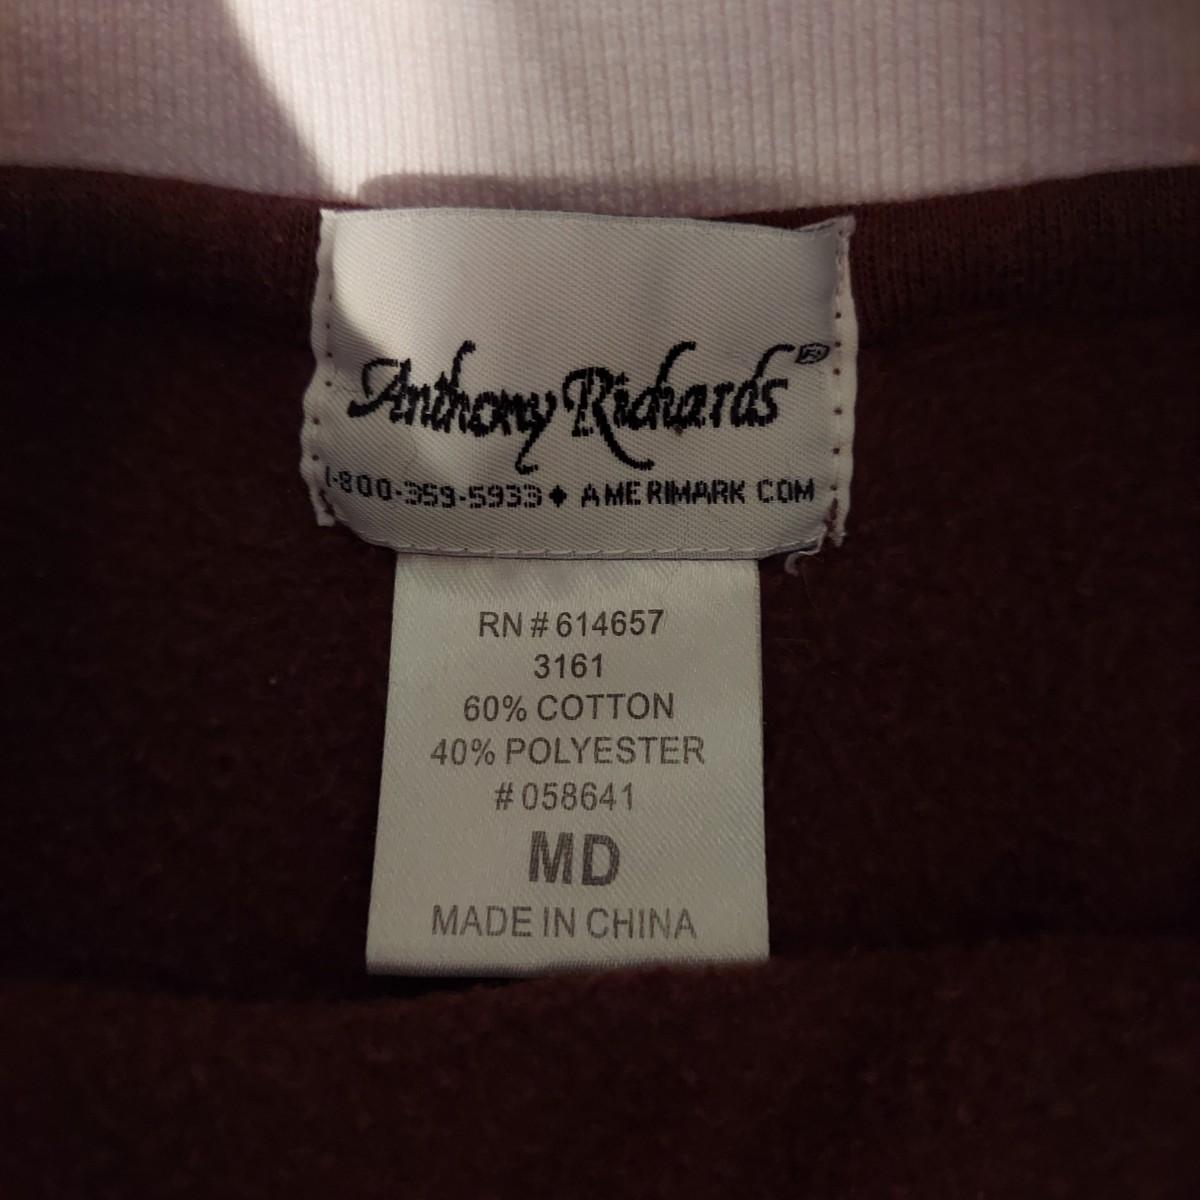 Anthony Richards®
1-800-359-5933 ♦ AMERIMARK COM
RN # 614657
3161
60% COTTON
40% POLYESTER
# 058641
MD
MADE IN CHINA